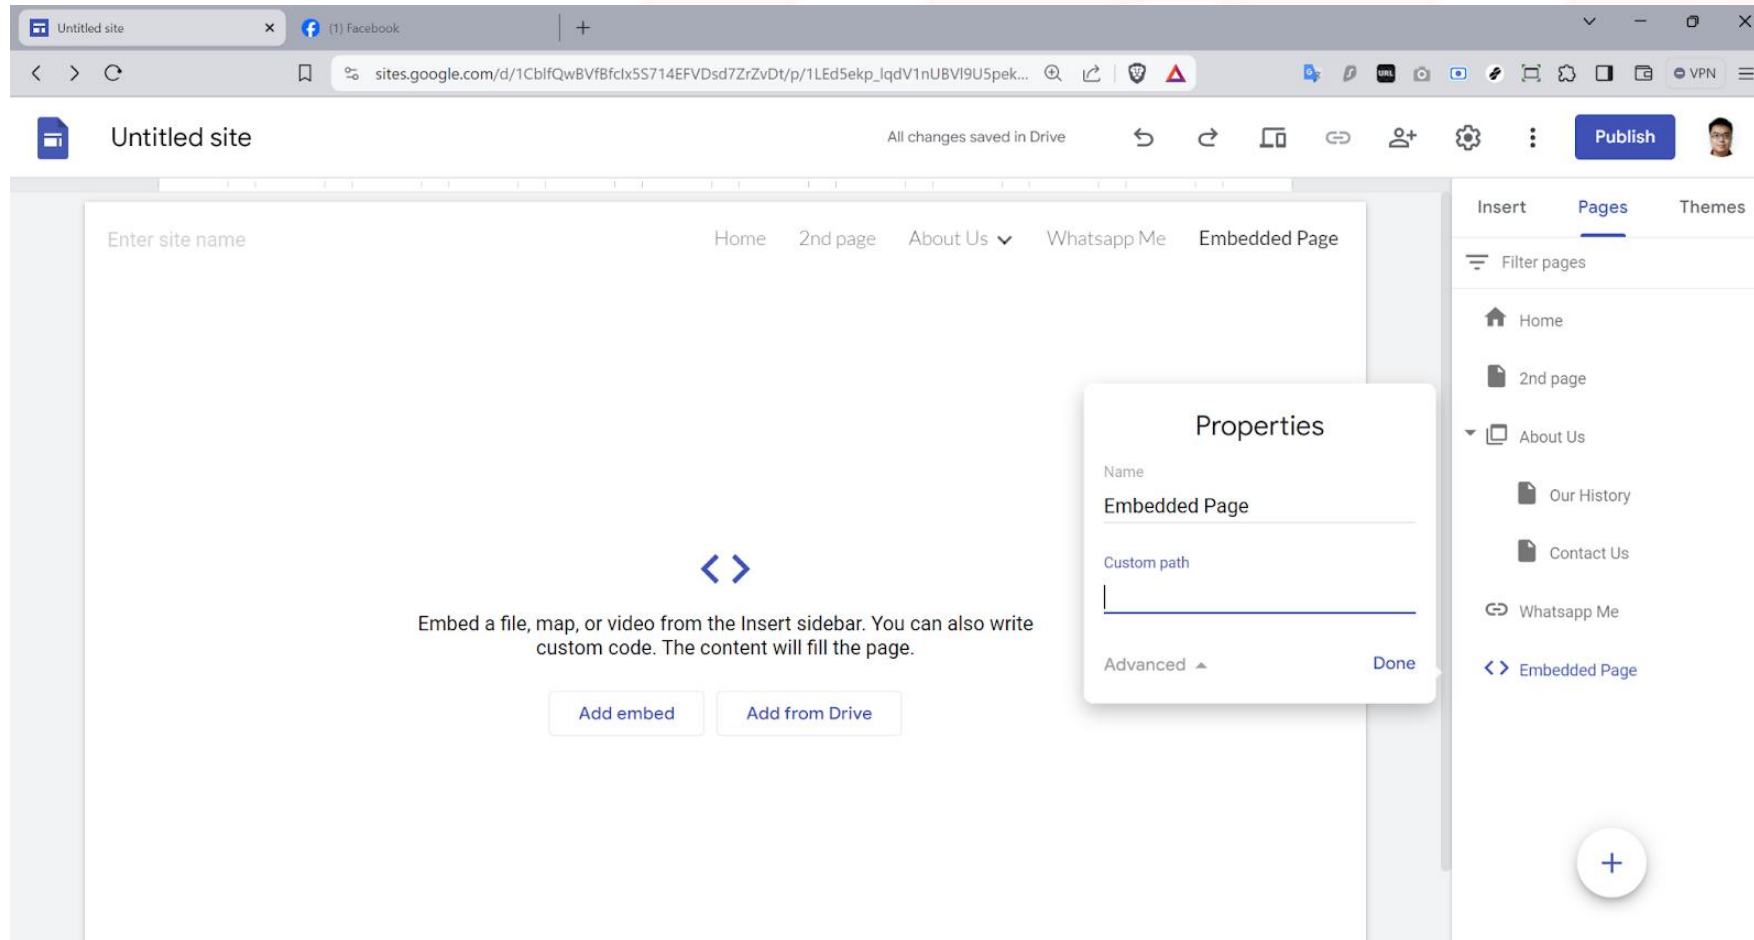 Untitled site
(1) Facebook
sites.google.com/d/1CblfQwBVfBfcIx5S714EFVDsd7ZrZvDt/p/1LEd5ekp_lqdV1nUBVl9U5pek...
VPN
Untitled site
All changes saved in Drive
Publish
Insert Pages Themes
Enter site name
Home 2nd page About Us Whatsapp Me Embedded Page
Filter pages
Home
2nd page
About Us
Our History
Contact Us
Whatsapp Me
Embedded Page
Properties
Name
Embedded Page
Custom path
Advanced Done
Embed a file, map, or video from the Insert sidebar. You can also write
custom code. The content will fill the page.
Add embed Add from Drive